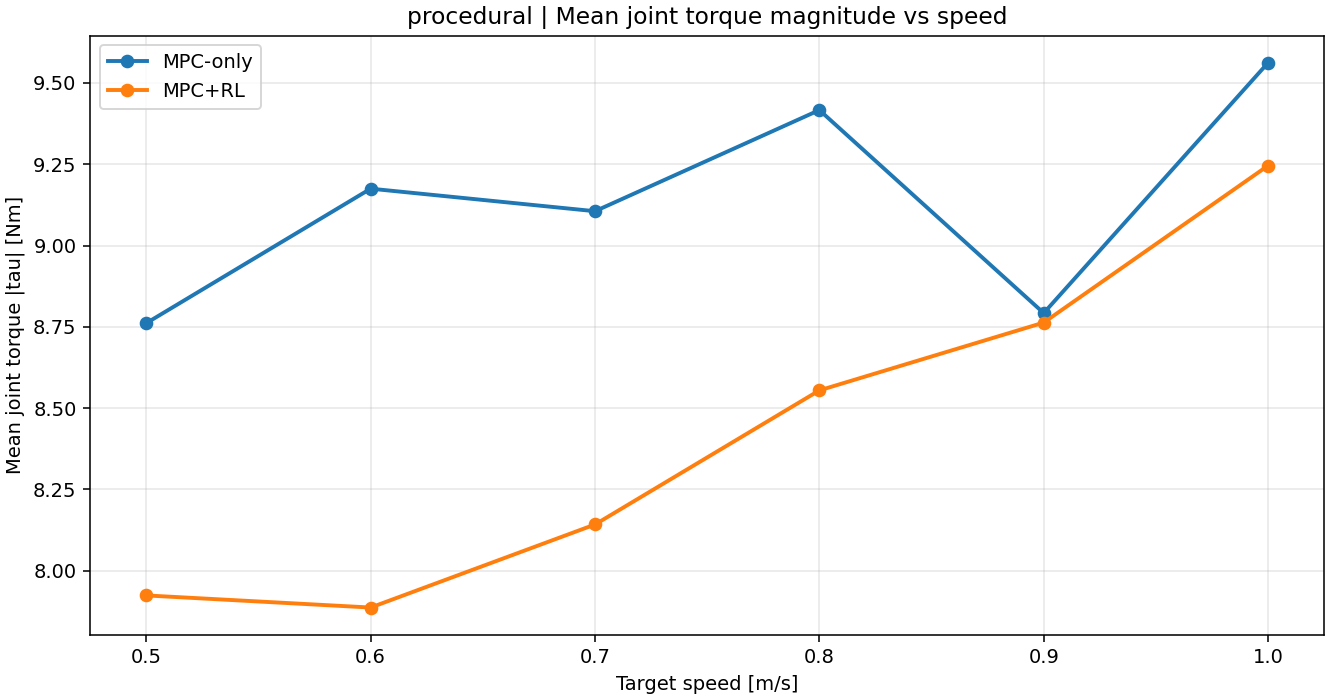 procedural | Mean joint torque magnitude vs speed
MPC-only
MPC+RL
Mean joint torque |tau| [Nm]
9.50
9.25
9.00
8.75
8.50
8.25
8.00
0.5 0.6 0.7 0.8 0.9 1.0
Target speed [m/s]